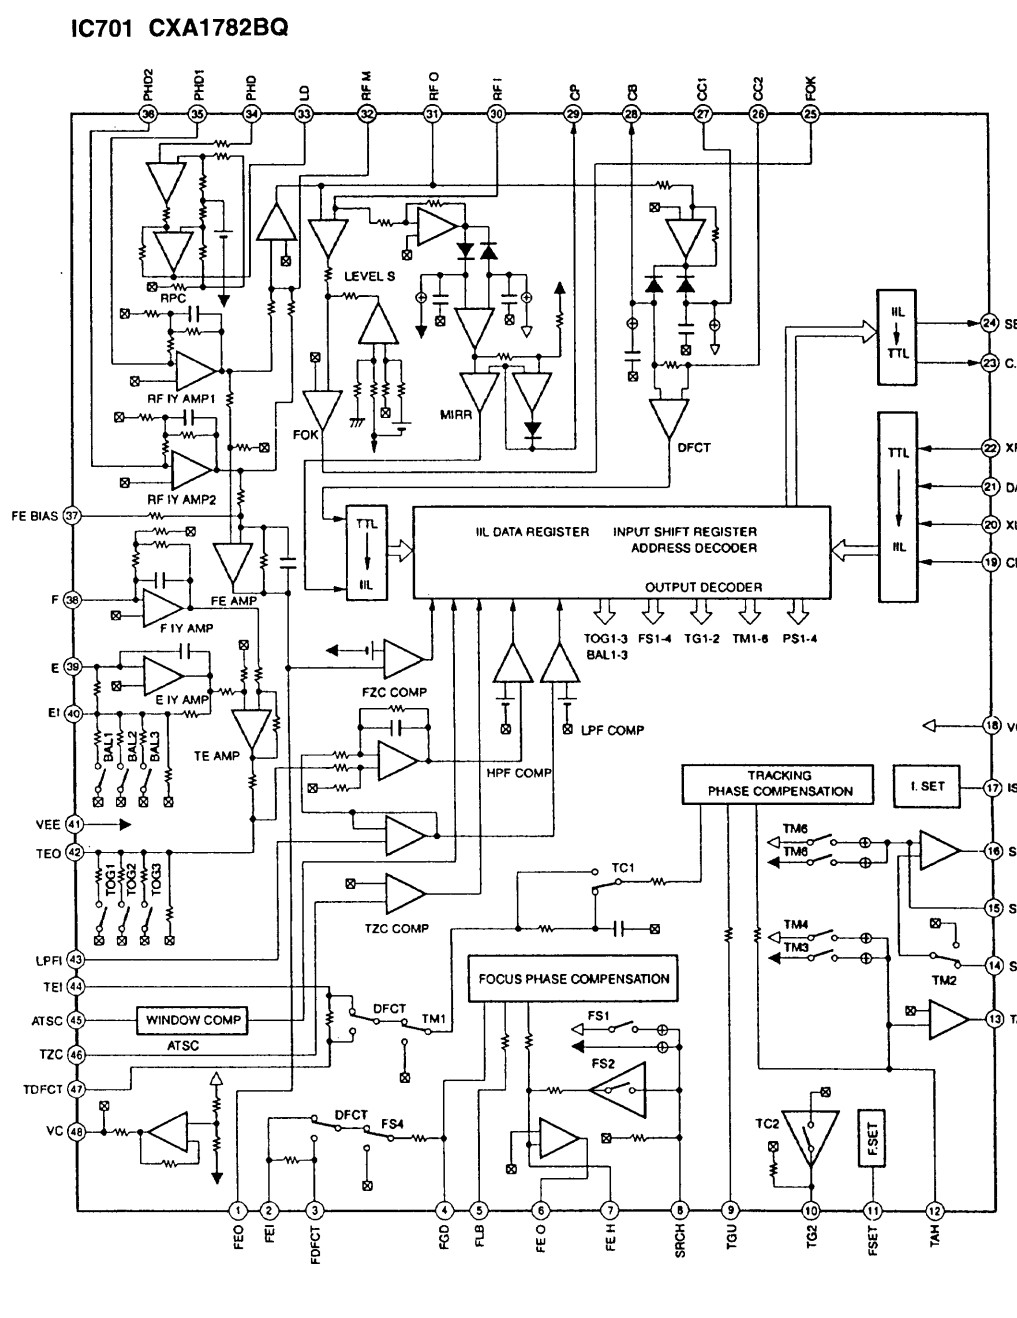 IC701 CXA1782BQ
PHD2 PHD1 PHD LD RF M RF O RF I CP CB CC1 CC2 FOK
36 35 34 33 32 31 30 29 28 27 26 25
RPC
LEVEL S
IIL
TTL
24
23
RF IY AMP1
FOK
MIRR
DFCT
TTL
IIL
22
21
20
19
RF IY AMP2
FE BIAS 37
TTL
IIL
IIL DATA REGISTER INPUT SHIFT REGISTER
ADDRESS DECODER
OUTPUT DECODER
FE AMP
F 38
F IY AMP
TOG1-3 FS1-4 TG1-2 TM1-6 PS1-4
BAL1-3
E 39
E IY AMP
FZC COMP
EI 40
BAL1 BAL2 BAL3
TE AMP
HPF COMP
LPF COMP
18
TRACKING
PHASE COMPENSATION
I. SET
17
VEE 41
TEO 42
TOG1 TOG2 TOG3
TZC COMP
TC1
TM6
TM6
16
15
TM4
TM3
TM2
14
13
LPFI 43
TEI 44
ATSC 45
WINDOW COMP
ATSC
TZC 46
TDFCT 47
VC 48
DFCT
TM1
FOCUS PHASE COMPENSATION
FS1
FS2
DFCT
FS4
TC2
F.SET
1 2 3 4 5 6 7 8 9 10 11 12
FEO FEI FDFCT FGD FLB FE O FE H SRCH TGU TG2 FSET TAH